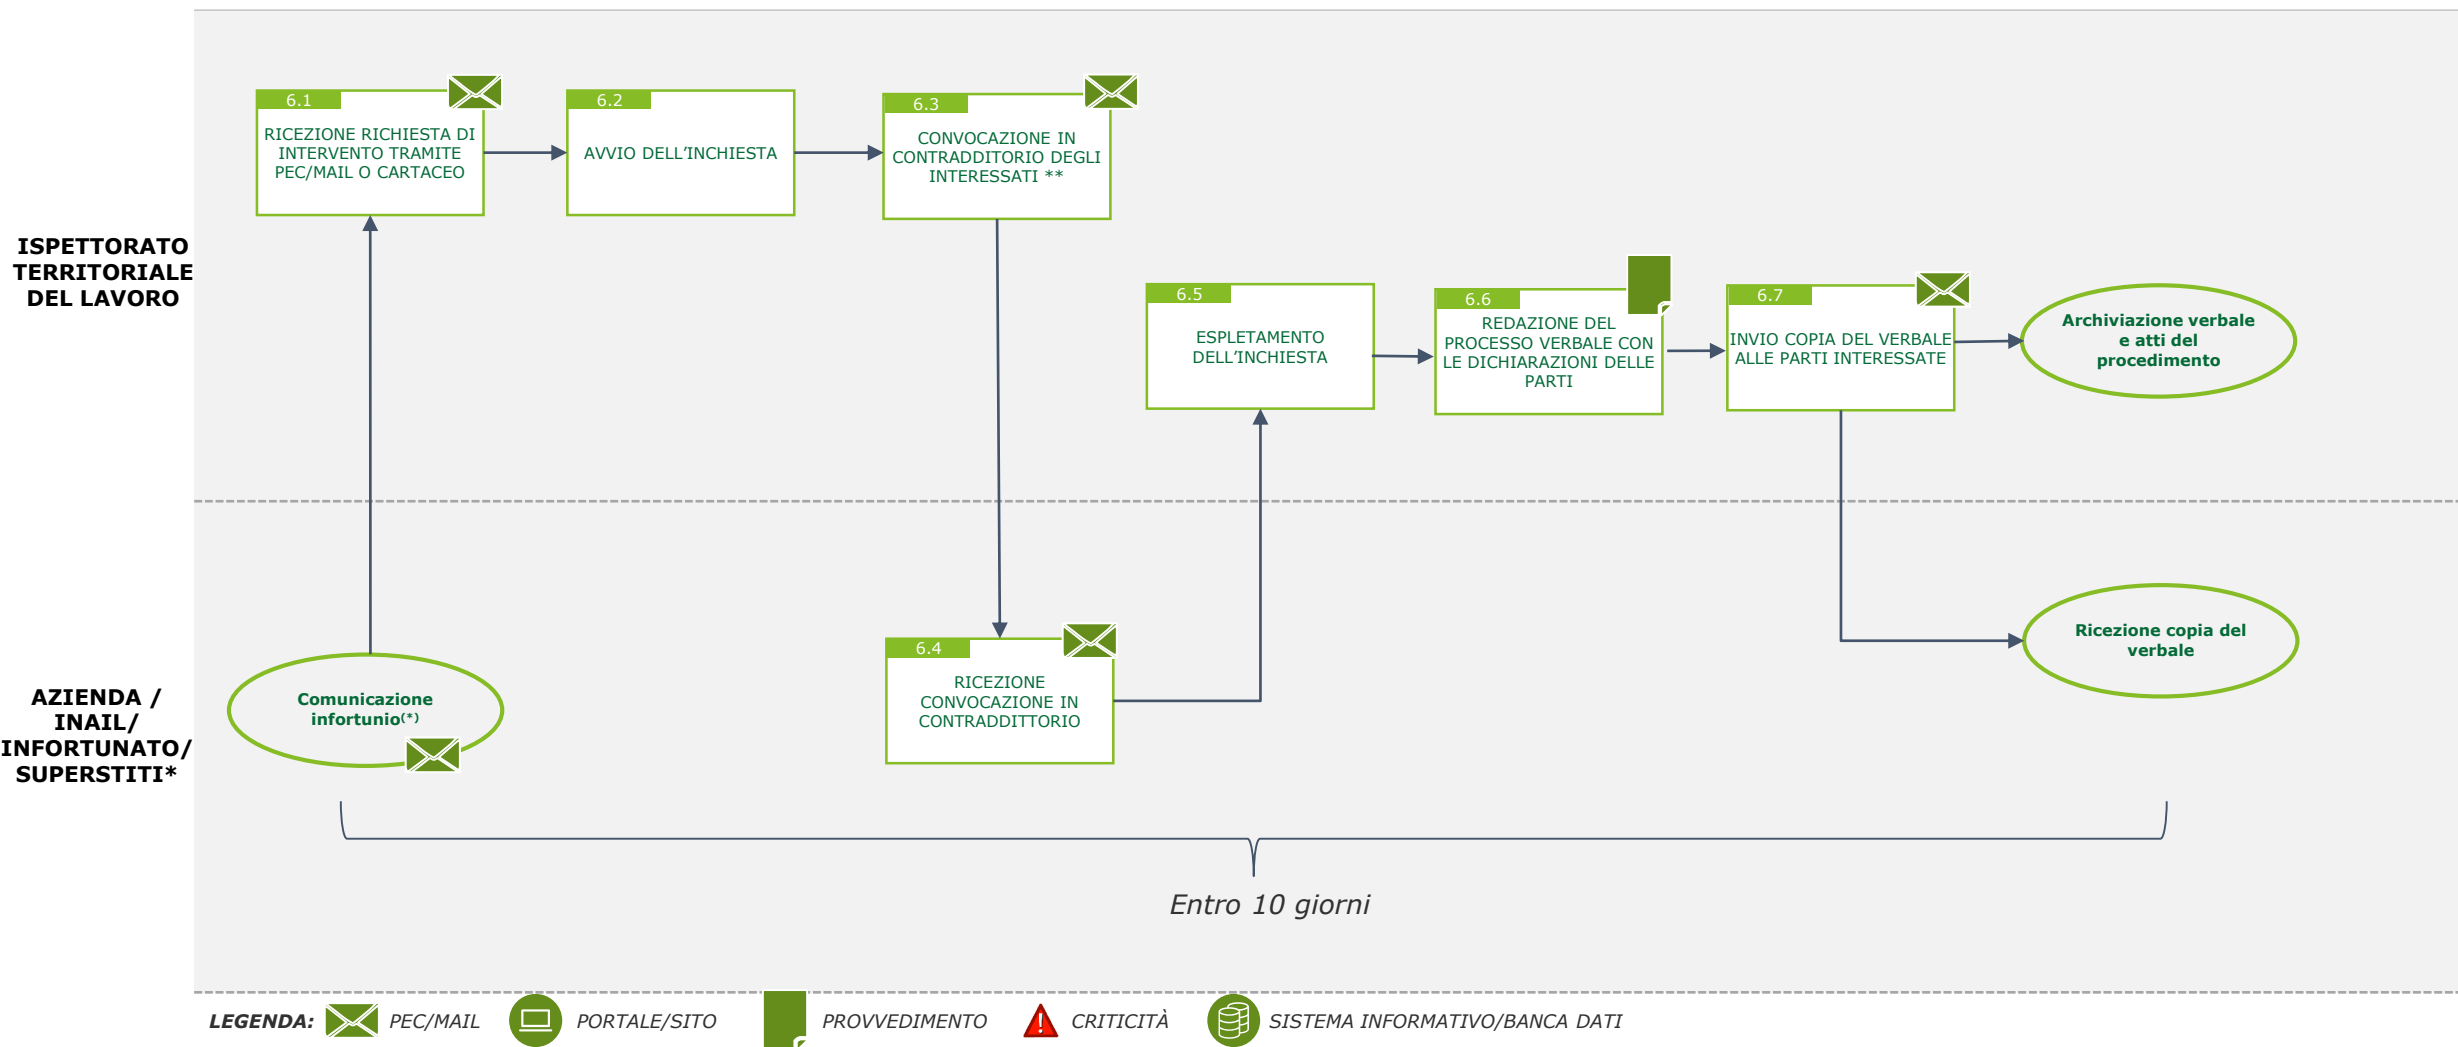 6.1
RICEZIONE RICHIESTA DI
INTERVENTO TRAMITE
PEC/MAIL O CARTACEO
6.2
AVVIO DELL'INCHIESTA
6.3
CONVOCAZIONE IN
CONTRADDITORIO DEGLI
INTERESSATI **
ISPETTORATO
TERRITORIALE
DEL LAVORO
6.5
ESPLETAMENTO
DELL'INCHIESTA
6.6
REDAZIONE DEL
PROCESSO VERBALE CON
LE DICHIARAZIONI DELLE
PARTI
6.7
INVIO COPIA DEL VERBALE
ALLE PARTI INTERESSATE
Archiviazione verbale
e atti del
procedimento
AZIENDA /
INAIL/
INFORTUNATO/
SUPERSTITI*
Comunicazione
infortunio(*)
6.4
RICEZIONE
CONVOCAZIONE IN
CONTRADDITTORIO
Ricezione copia del
verbale
Entro 10 giorni
LEGENDA: PEC/MAIL PORTALE/SITO PROVVEDIMENTO CRITICITÀ SISTEMA INFORMATIVO/BANCA DATI